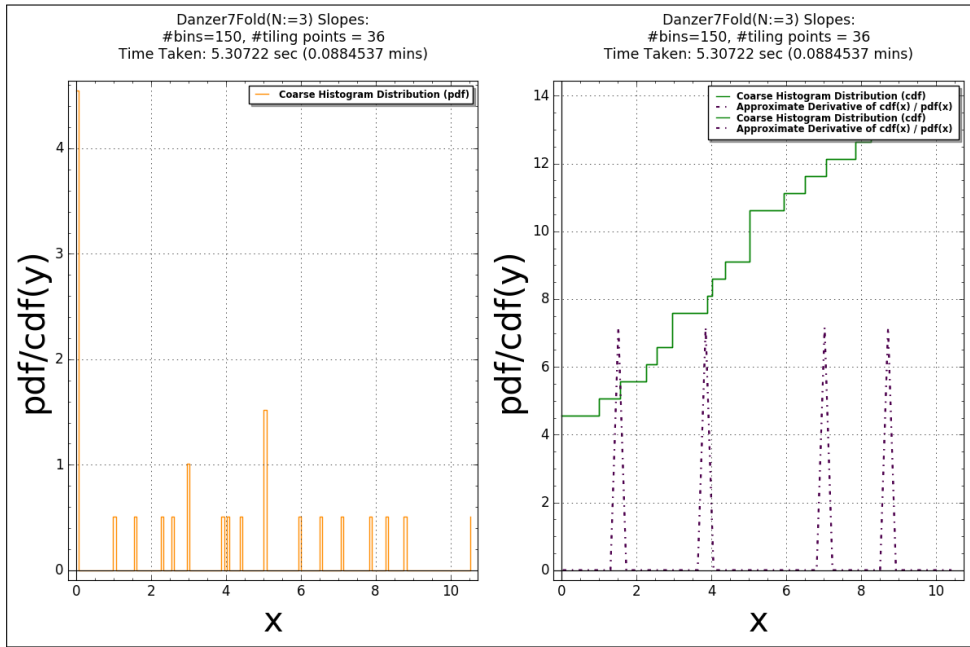 Danzer7Fold(N:=3) Slopes:
#bins=150, #tiling points = 36
Time Taken: 5.30722 sec (0.0884537 mins)
Coarse Histogram Distribution (pdf)
pdf/cdf(y)
4
3
2
1
0
0 2 4 6 8 10
x
Danzer7Fold(N:=3) Slopes:
#bins=150, #tiling points = 36
Time Taken: 5.30722 sec (0.0884537 mins)
Coarse Histogram Distribution (cdf)
Approximate Derivative of cdf(x) / pdf(x)
Coarse Histogram Distribution (cdf)
Approximate Derivative of cdf(x) / pdf(x)
pdf/cdf(y)
14
12
10
8
6
4
2
0
0 2 4 6 8 10
x